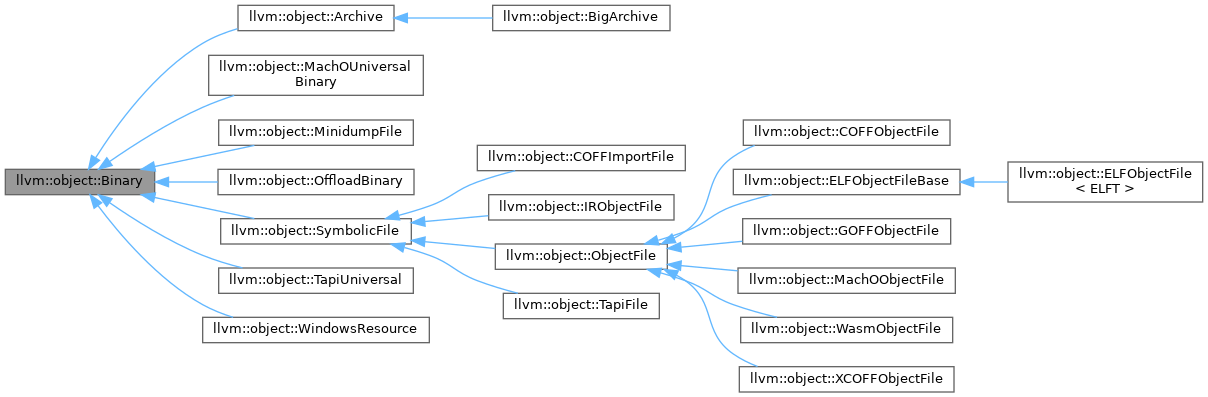 llvm::object::Archive
llvm::object::BigArchive
llvm::object::MachOUniversal
Binary
llvm::object::MinidumpFile
llvm::object::COFFObjectFile
llvm::object::COFFImportFile
llvm::object::Binary
llvm::object::OffloadBinary
llvm::object::ELFObjectFileBase
llvm::object::ELFObjectFile
< ELFT >
llvm::object::IRObjectFile
llvm::object::SymbolicFile
llvm::object::GOFFObjectFile
llvm::object::ObjectFile
llvm::object::TapiUniversal
llvm::object::MachOObjectFile
llvm::object::TapiFile
llvm::object::WindowsResource
llvm::object::WasmObjectFile
llvm::object::XCOFFObjectFile